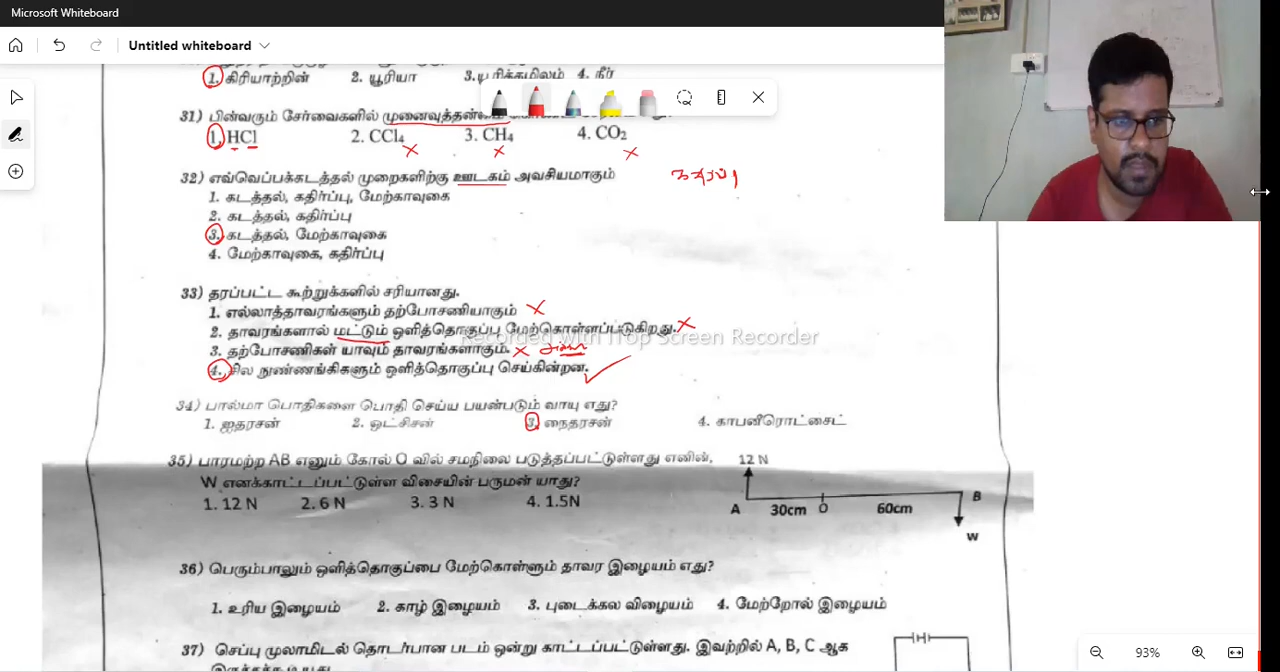 Microsoft Whiteboard
Untitled whiteboard
1. கிரியாற்றின் 2. யூரியா 3.யூரிக்கமிலம் 4. நீர்
31) பின்வரும் சேர்வைகளில் முனைவுத்தன்மை
1. HCl 2. CCl4 3. CH4 4. CO2
32) எவ்வெப்பக்கடத்தல் முறைகளிற்கு ஊடகம் அவசியமாகும்
1. கடத்தல், கதிர்ப்பு, மேற்காவுகை
2. கடத்தல், கதிர்ப்பு
3. கடத்தல், மேற்காவுகை
4. மேற்காவுகை, கதிர்ப்பு
33) தரப்பட்ட கூற்றுக்களில் சரியானது.
1. எல்லாத்தாவரங்களும் தற்போசணியாகும்
2. தாவரங்களால் மட்டும் ஒளித்தொகுப்பு மேற்கொள்ளப்படுகிறது.
Recorded with iTop Screen Recorder
3. தற்போசணிகள் யாவும் தாவரங்களாகும்.
4. சில நுண்ணங்கிகளும் ஒளித்தொகுப்பு செய்கின்றன.
34) பால்மா பொதிகளை பொதி செய்ய பயன்படும் வாயு எது?
1. ஐதரசன் 2. ஒட்சிசன் 3. நைதரசன் 4. காபனீரொட்சைட்
35) பாரமற்ற AB எனும் கோல் O வில் சமநிலை படுத்தப்பட்டுள்ளது எனின், 12 N
W எனக்காட்டப்பட்டுள்ள விசையின் பருமன் யாது?
1. 12 N 2. 6 N 3. 3 N 4. 1.5N
A 30cm O 60cm B
W
36) பெரும்பாலும் ஒளித்தொகுப்பை மேற்கொள்ளும் தாவர இழையம் எது?
1. உரிய இழையம் 2. காழ் இழையம் 3. புடைக்கல விழையம் 4. மேற்றோல் இழையம்
37) செப்பு முலாமிடல் தொடர்பான படம் ஒன்று காட்டப்பட்டுள்ளது. இவற்றில் A, B, C ஆக
93%